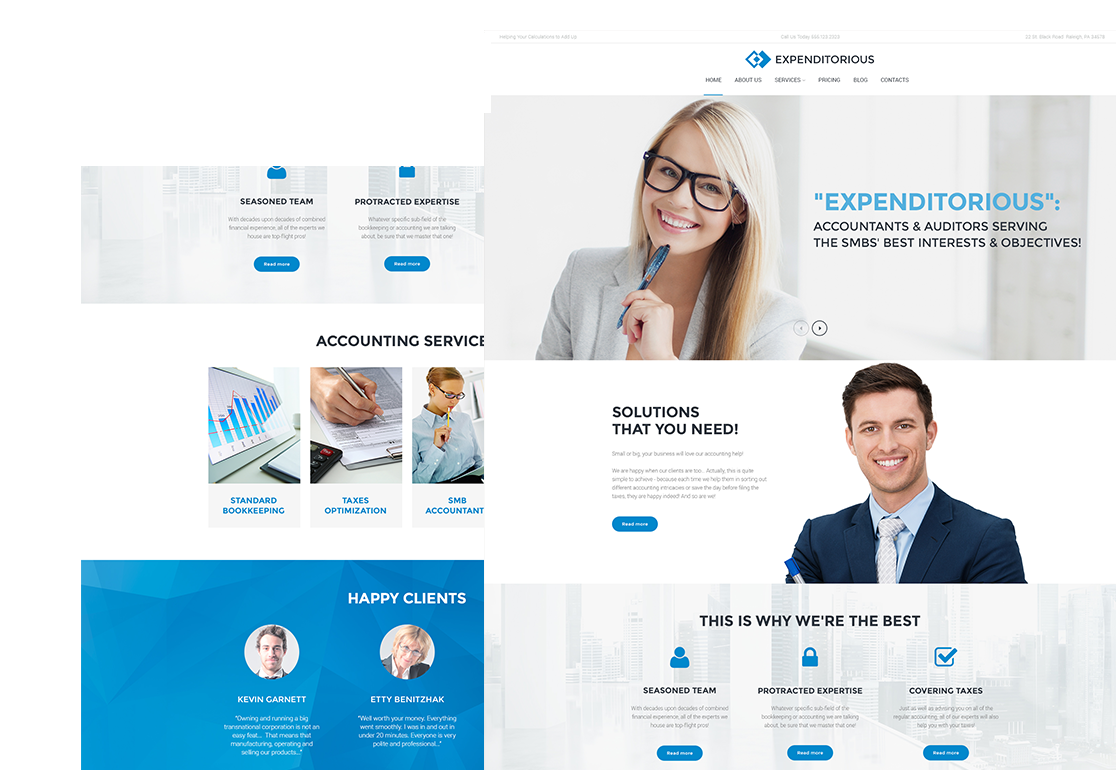 Helping Your Calculations to Add Up
EXPENDITORIOUS
HOME
ABOUT US
SERVICES
PRICING
BLOG
CONTACTS
"EXPENDITORIOUS":
ACCOUNTANTS & AUDITORS SERVING
THE SMBS' BEST INTERESTS & OBJECTIVES!
SOLUTIONS
THAT YOU NEED!
Small or big, your business will love our accounting help!
We are happy when our clients are too... Actually, this is quite
simple to achieve - because each time we help them in sorting out
different accounting intricacies or save the day before filing the
taxes, they are happy indeed! And so are we!
Read more
THIS IS WHY WE'RE THE BEST
SEASONED TEAM
With decades upon decades of combined
financial experience, all of the experts we
house are top-flight pros!
Read more
PROTRACTED EXPERTISE
Whatever specific sub-field of the
bookkeeping or accounting we are talking
about, be sure that we master that one!
Read more
COVERING TAXES
Just as well as advising you on all of the
regular accounting, all of our experts will also
help you with your taxes!
Read more
SEASONED TEAM
With decades upon decades of combined
financial experience, all of the experts we
house are top-flight pros!
Read more
PROTRACTED EXPERTISE
Whatever specific sub-field of the
bookkeeping or accounting we are talking
about, be sure that we master that one!
Read more
ACCOUNTING SERVICE
STANDARD
BOOKKEEPING
TAXES
OPTIMIZATION
SMB
ACCOUNTANT
HAPPY CLIENTS
KEVIN GARNETT
"Owning and running a big
transnational corporation is not an
easy feat... That means that
manufacturing, operating and
selling our products..."
ETTY BENITZHAK
"Well worth your money. Everything
went smoothly. I was in and out in
under 20 minutes. Everyone is very
polite and professional..."